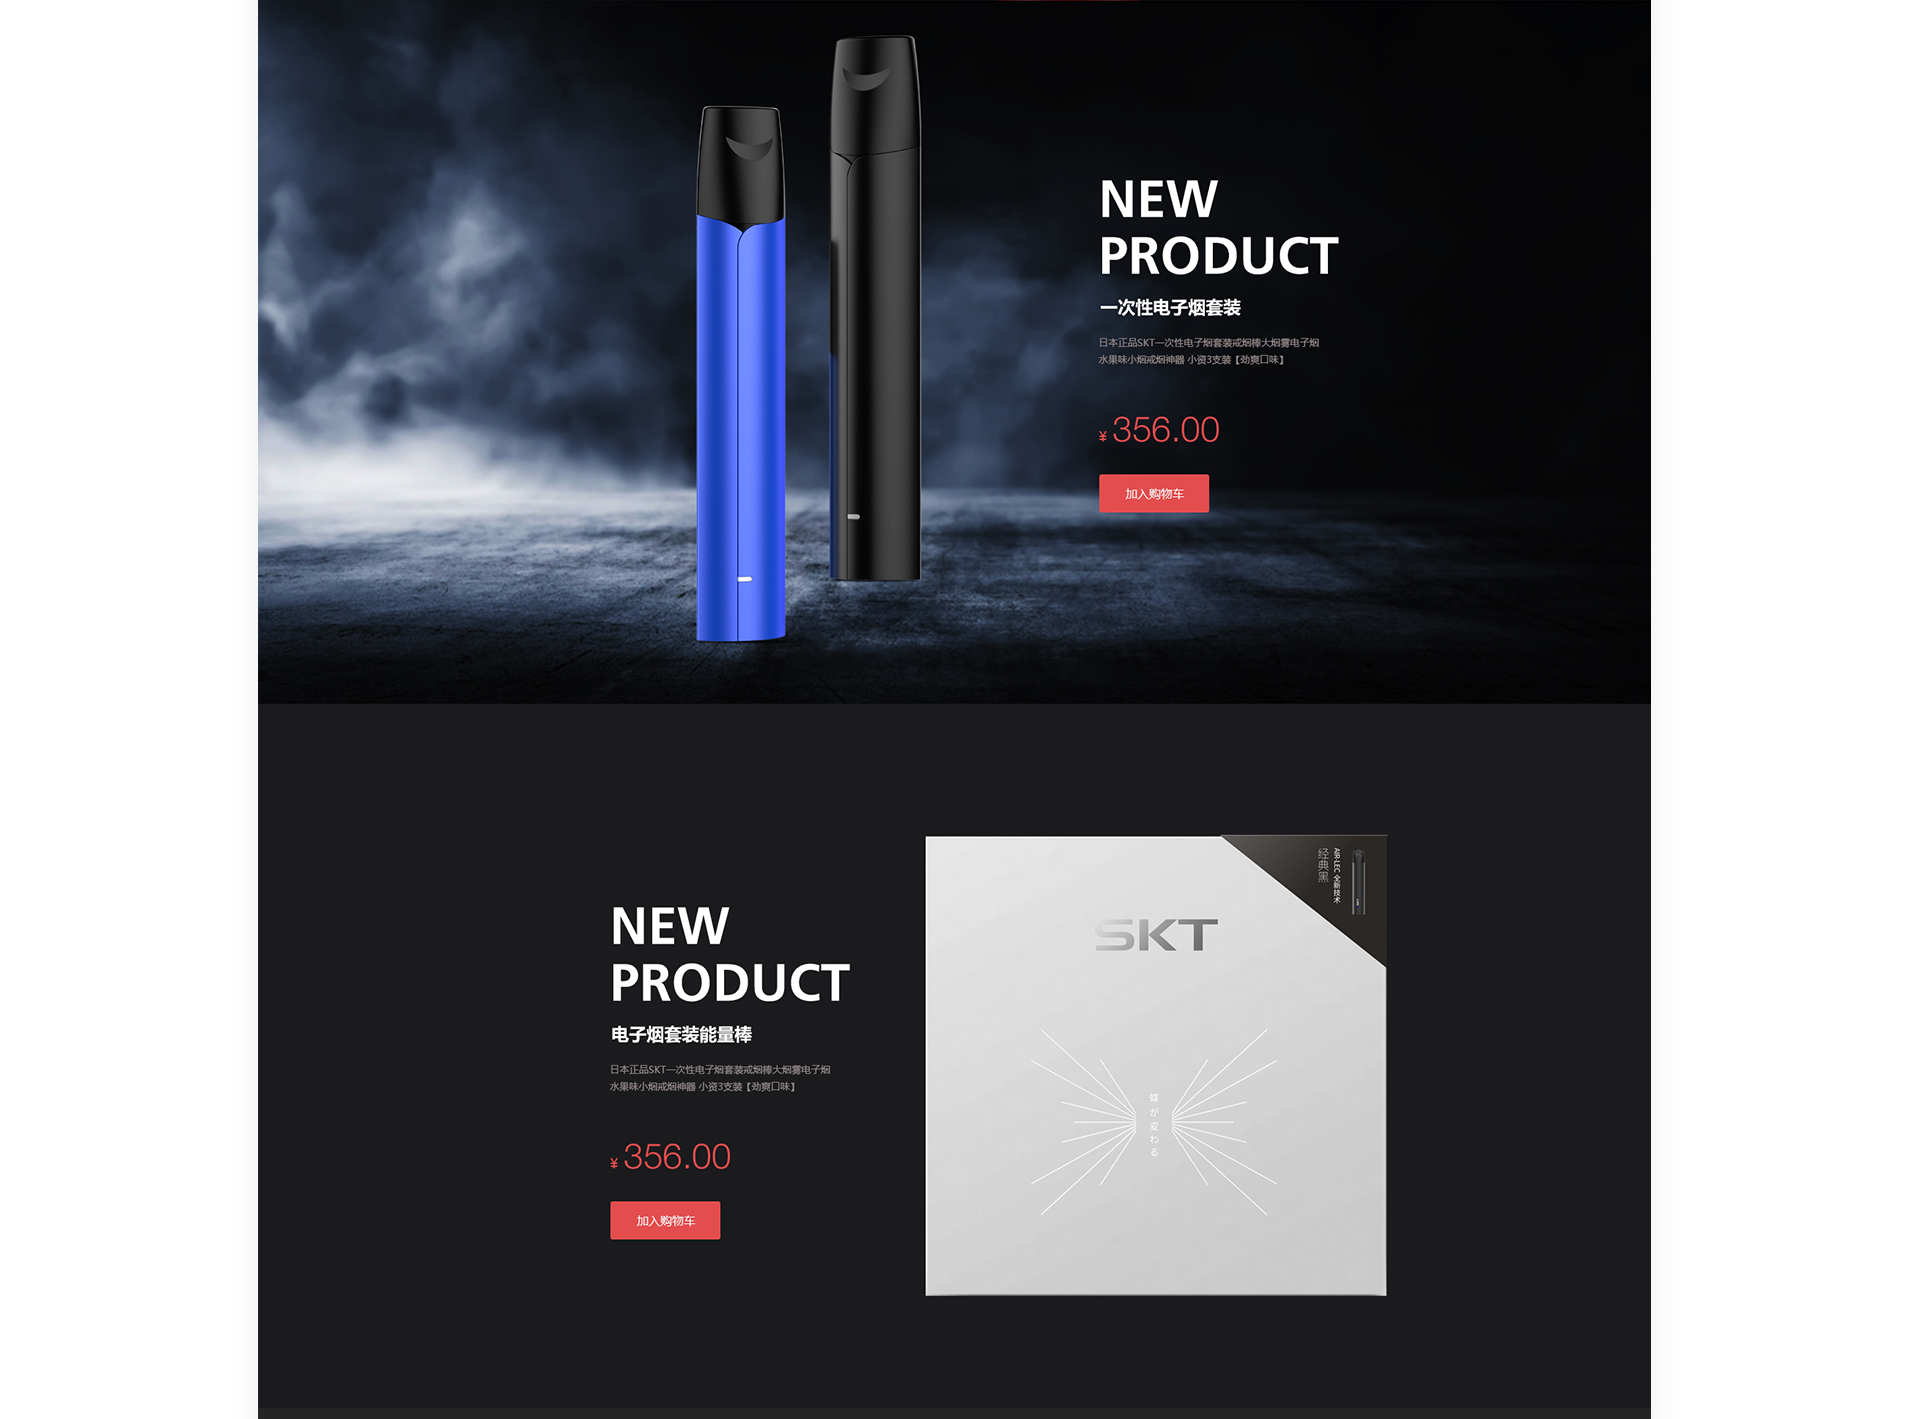 NEW
PRODUCT
一次性电子烟套装
日本正品SKT一次性电子烟套装戒烟棒大烟雾电子烟
水果味小烟戒烟神器 小资3支装【劲爽口味】
¥ 356.00
加入购物车
NEW
PRODUCT
电子烟套装能量棒
日本正品SKT一次性电子烟套装戒烟棒大烟雾电子烟
水果味小烟戒烟神器 小资3支装【劲爽口味】
¥ 356.00
加入购物车
AIR-LEC 全新技术
经典黑
SKT
が変わる